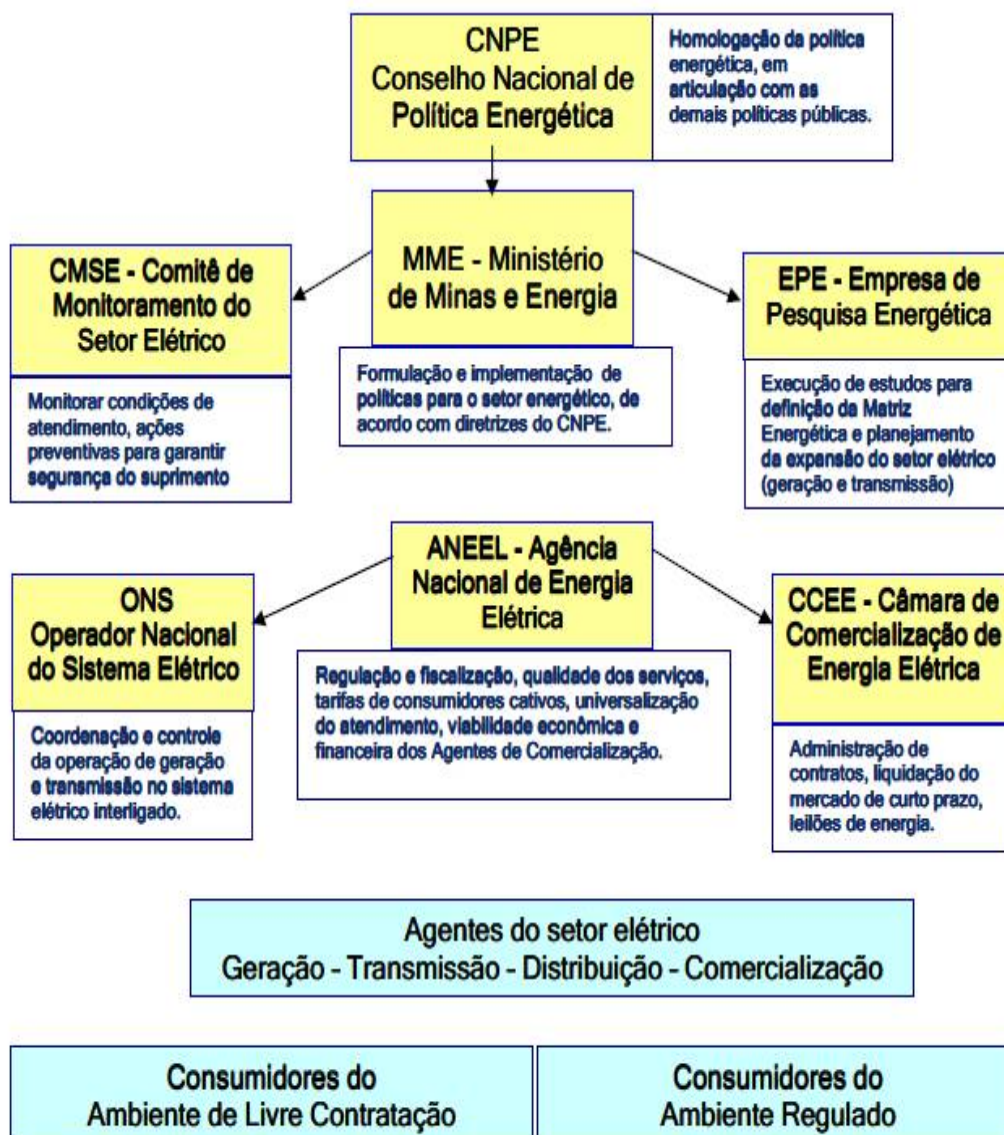 CNPE
Conselho Nacional de
Política Energética
Homologação da política
energética, em
articulação com as
demais políticas públicas.
MME - Ministério
de Minas e Energia
Formulação e implementação de
políticas para o setor energético, de
acordo com diretrizes do CNPE.
CMSE - Comitê de
Monitoramento do
Setor Elétrico
Monitorar condições de
atendimento, ações
preventivas para garantir
segurança do suprimento
EPE - Empresa de
Pesquisa Energética
Execução de estudos para
definição da Matriz
Energética e planejamento
da expansão do setor elétrico
(geração e transmissão)
ANEEL - Agência
Nacional de Energia
Elétrica
Regulação e fiscalização, qualidade dos serviços,
tarifas de consumidores cativos, universalização
do atendimento, viabilidade econômica e
financeira dos Agentes de Comercialização.
ONS
Operador Nacional
do Sistema Elétrico
Coordenação e controle
da operação de geração
e transmissão no sistema
elétrico interligado.
CCEE - Câmara de
Comercialização de
Energia Elétrica
Administração de
contratos, liquidação do
mercado de curto prazo,
leilões de energia.
Agentes do setor elétrico
Geração - Transmissão - Distribuição - Comercialização
Consumidores do
Ambiente de Livre Contratação
Consumidores do
Ambiente Regulado